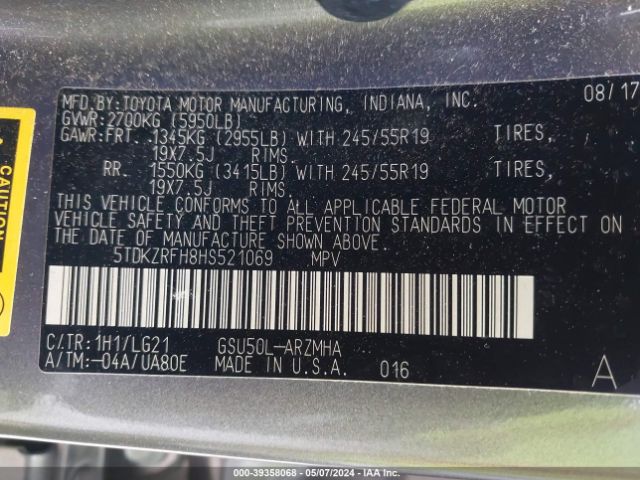 MFD. BY: TOYOTA MOTOR MANUFACTURING, INDIANA, INC. 08/17
GVWR: 2700KG (5950LB)
GAWR: FRT. 1345KG (2955LB) WITH 245/55R19 TIRES,
19X7.5J RIMS.
RR. 1550KG (3415LB) WITH 245/55R19 TIRES,
19X7.5J RIMS.
THIS VEHICLE CONFORMS TO ALL APPLICABLE FEDERAL MOTOR
VEHICLE SAFETY AND THEFT PREVENTION STANDARDS IN EFFECT ON
THE DATE OF MANUFACTURE SHOWN ABOVE.
5TDKZRFH8HS521069 MPV
C/TR: 1H1/LG21 GSU50L-ARZMHA
A/TM: -04A/UA80E MADE IN U.S.A. 016 A
CAUTION
000-39358068 - 05/07/2024 - IAA Inc.